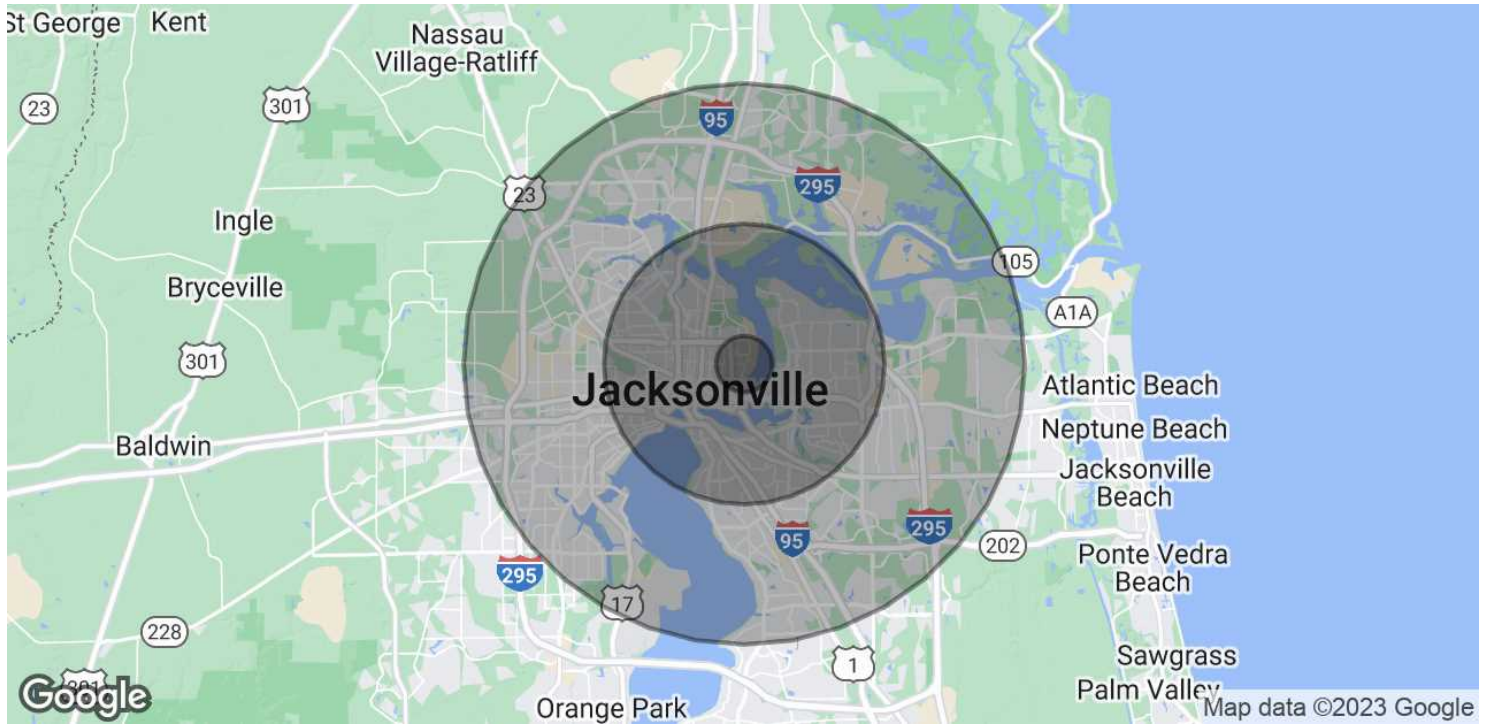 St George
Kent
Nassau
Village-Ratliff
23
301
95
23
295
Ingle
105
Bryceville
A1A
301
Jacksonville
Atlantic Beach
Neptune Beach
Baldwin
Jacksonville
Beach
295
95
202
Ponte Vedra
Beach
295
17
228
1
Sawgrass
Palm Valley
301
Google
Orange Park
Map data ©2023 Google